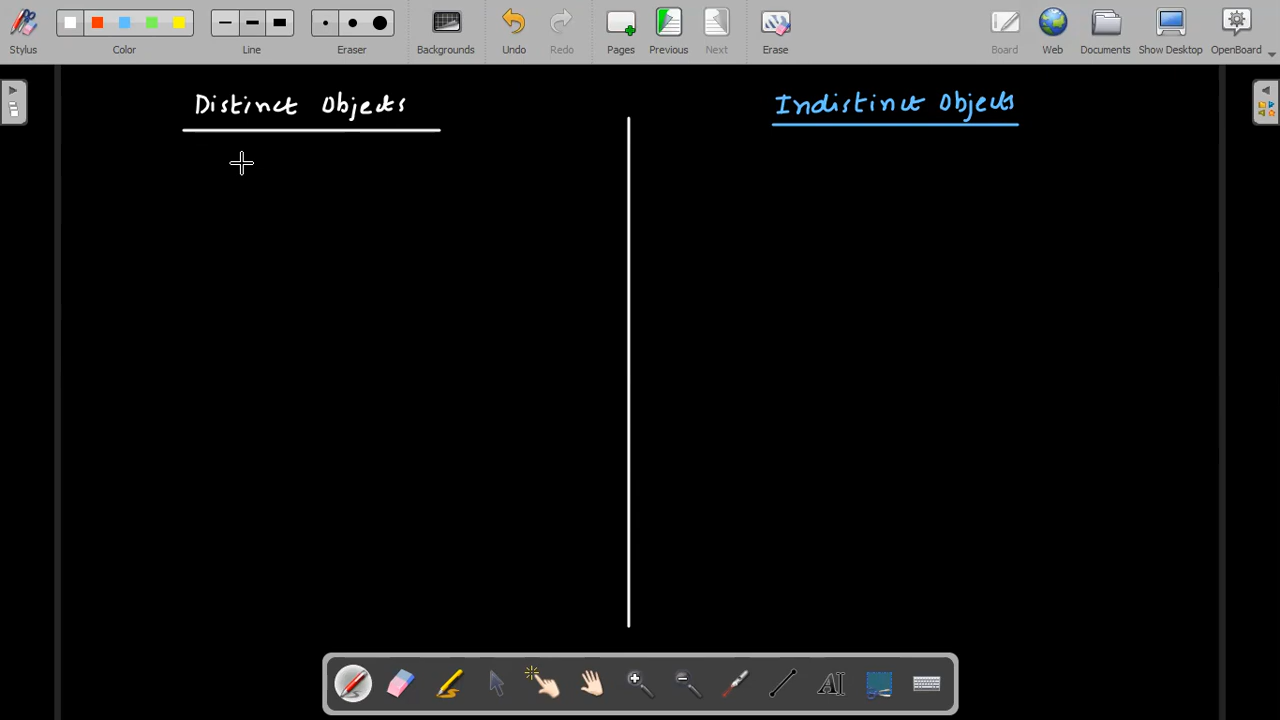 Stylus
Color
Line
Eraser
Backgrounds
Undo
Redo
Pages
Previous
Next
Erase
Board
Web
Documents
Show Desktop
OpenBoard
Distinct Objects
Indistinct Objects
AI